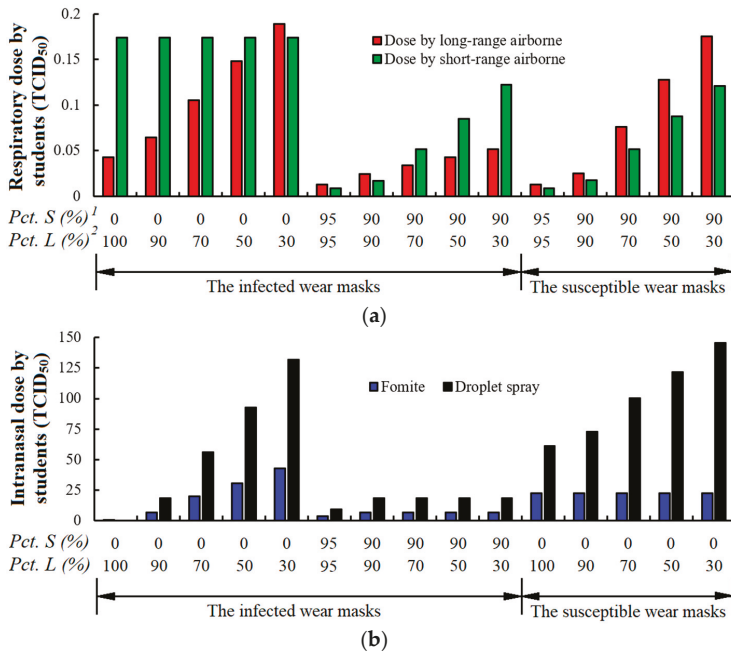 Respiratory dose by
students (TCID50)
0.2
0.15
0.1
0.05
0
Dose by long-range airborne
Dose by short-range airborne
Pct. S (%)1 0 0 0 0 0 95 90 90 90 90 95 90 90 90 90
Pct. L (%)2 100 90 70 50 30 95 90 70 50 30 95 90 70 50 30
The infected wear masks The susceptible wear masks
(a)
Intranasal dose by
students (TCID50)
150
125
100
75
50
25
0
Fomite Droplet spray
Pct. S (%) 0 0 0 0 0 95 90 90 90 90 0 0 0 0 0
Pct. L (%) 100 90 70 50 30 95 90 70 50 30 100 90 70 50 30
The infected wear masks The susceptible wear masks
(b)